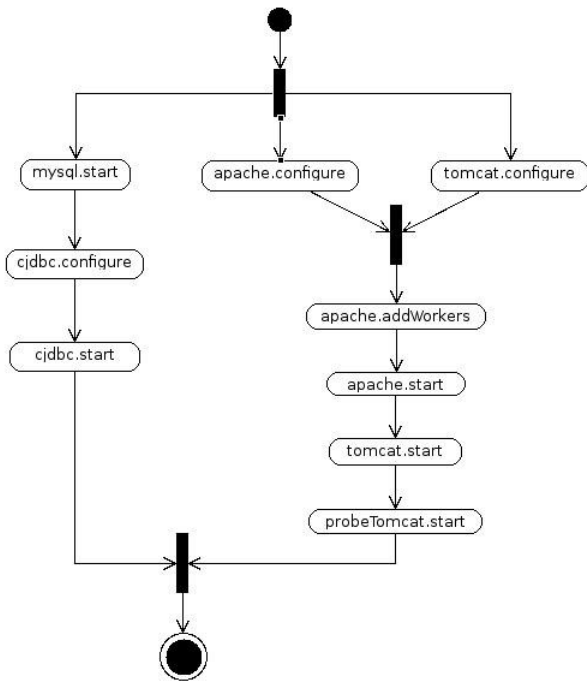 mysql.start
apache.configure
tomcat.configure
cjdbc.configure
apache.addWorkers
cjdbc.start
apache.start
tomcat.start
probeTomcat.start